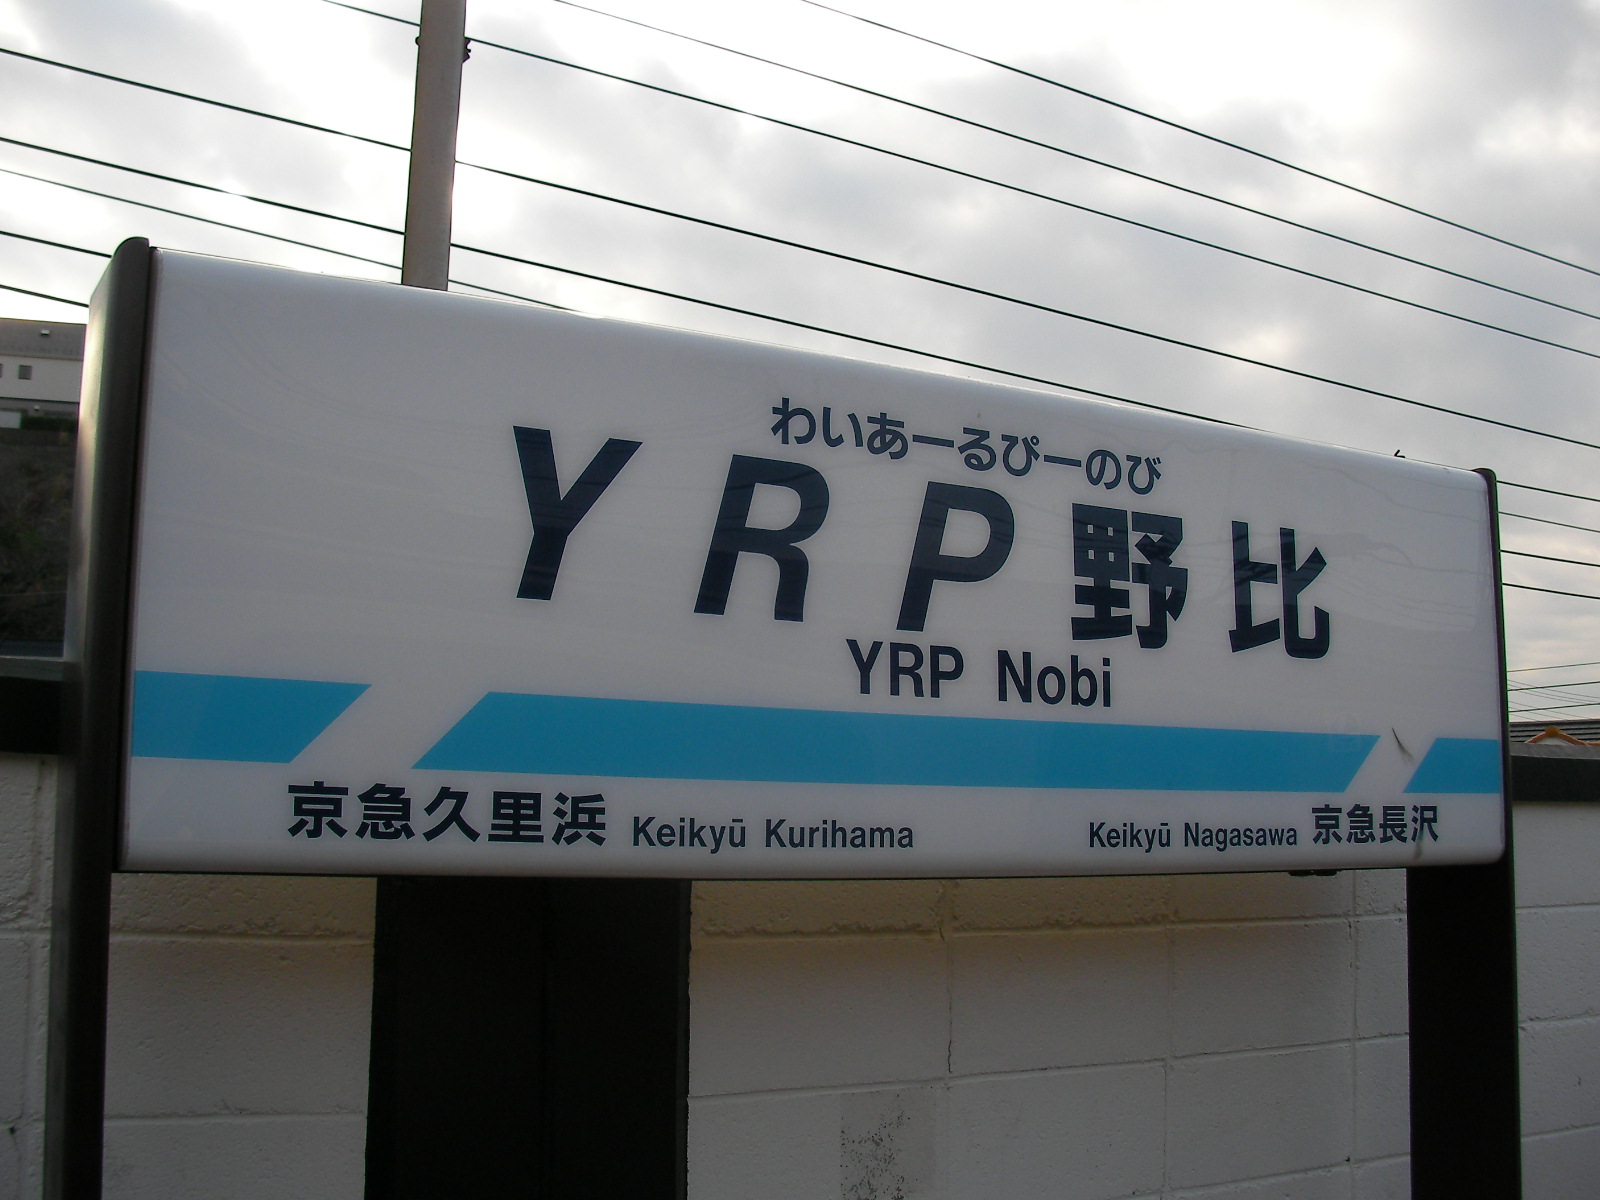 わいあーるぴーのび
YRP野比
YRP Nobi
京急久里浜 Keikyū Kurihama
Keikyū Nagasawa 京急長沢